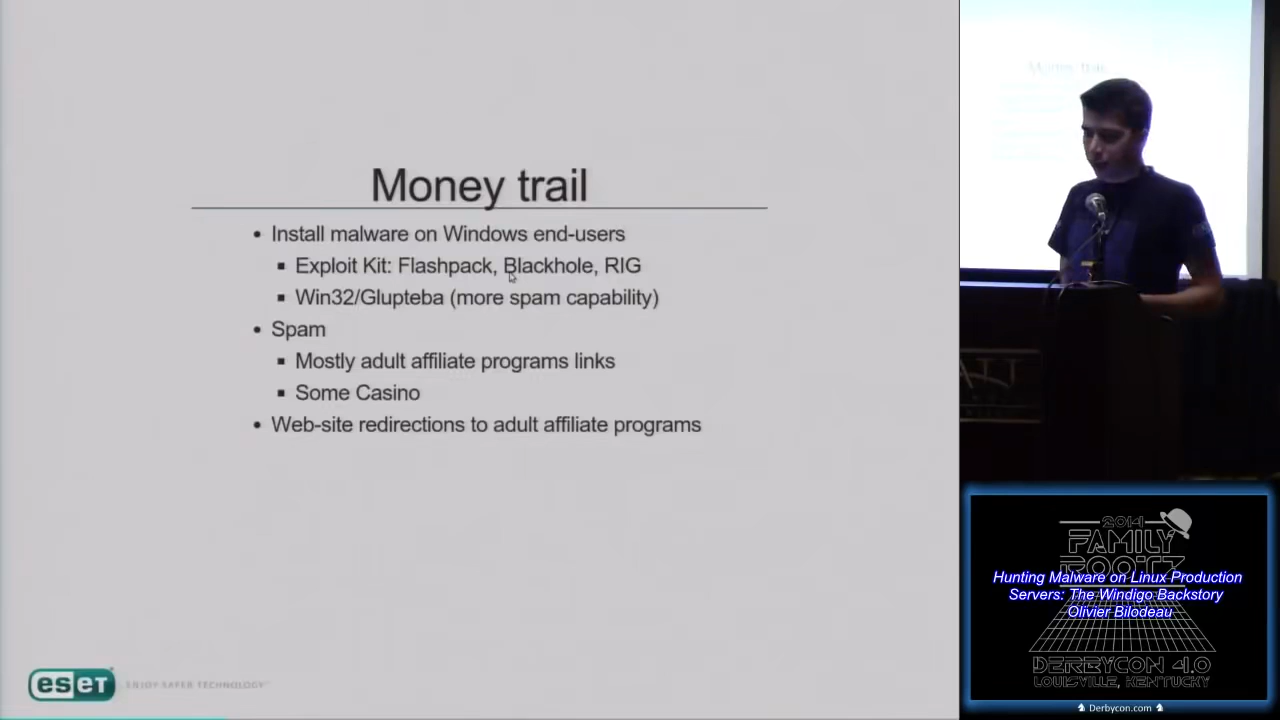 Money trail
• Install malware on Windows end-users
▪ Exploit Kit: Flashpack, Blackhole, RIG
▪ Win32/Glupteba (more spam capability)
• Spam
▪ Mostly adult affiliate programs links
▪ Some Casino
• Web-site redirections to adult affiliate programs
eset ENJOY SAFER TECHNOLOGY
2014
FAMILY
ROOTZ
Hunting Malware on Linux Production
Servers: The Windigo Backstory
Olivier Bilodeau
DERBYCON 4.0
LOUISVILLE, KENTUCKY
Derbycon.com